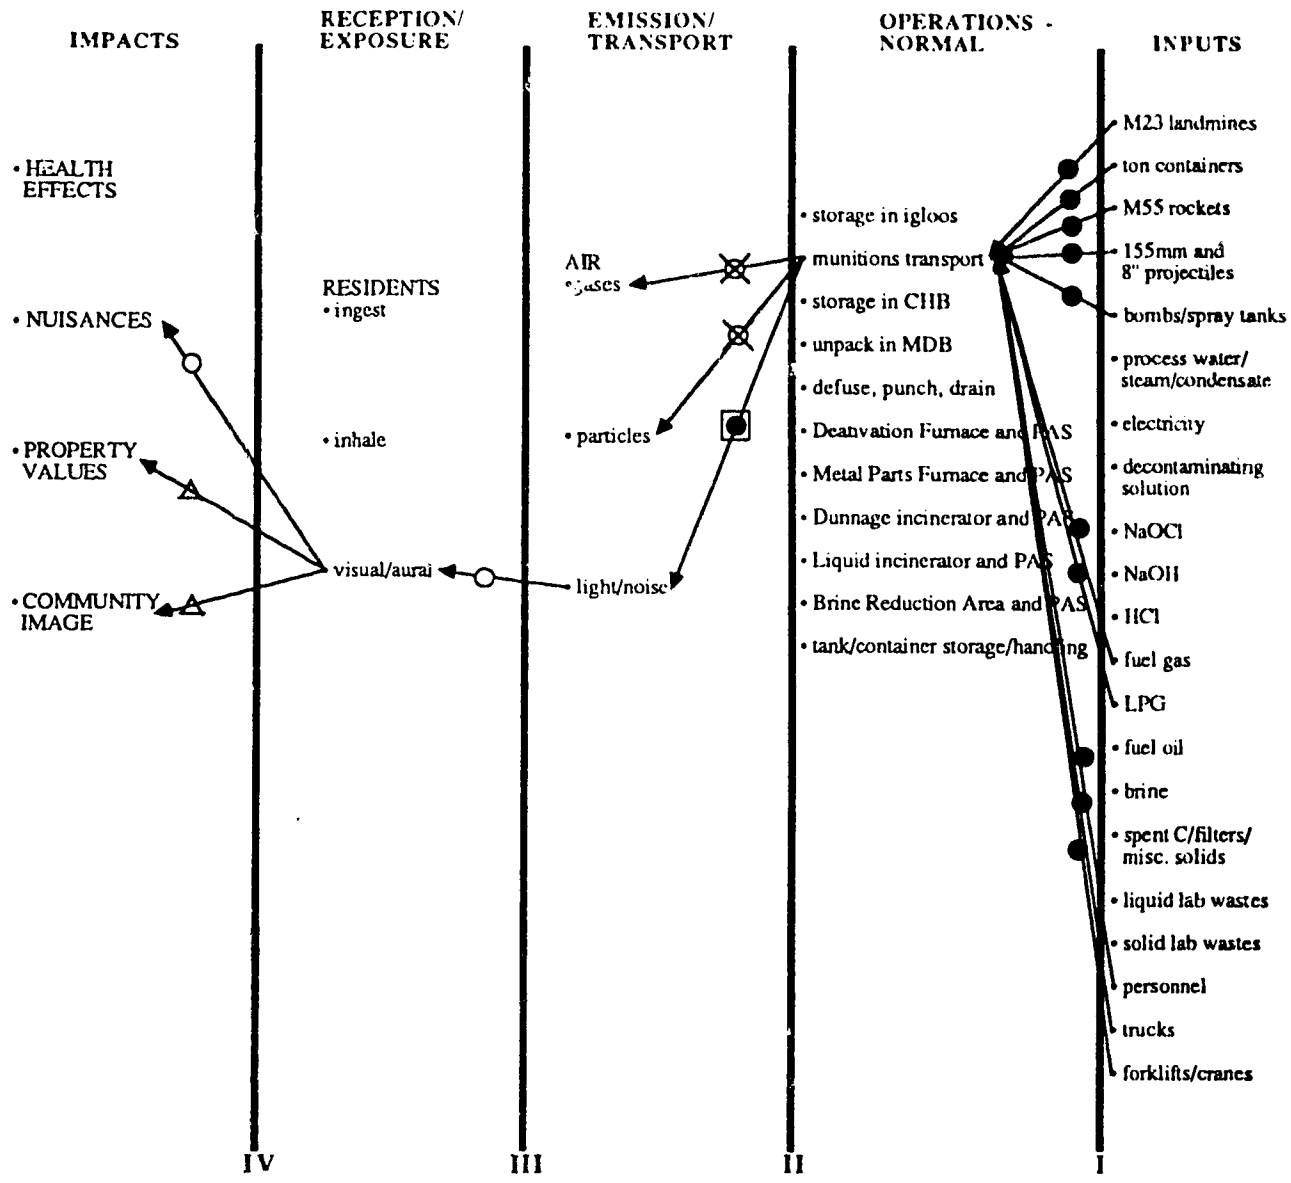 IMPACTS
RECEPTION/
EXPOSURE
EMISSION/
TRANSPORT
OPERATIONS -
NORMAL
INPUTS
• HEALTH
EFFECTS
• NUISANCES
• PROPERTY
VALUES
• COMMUNITY
IMAGE
RESIDENTS
• ingest
• inhale
• visual/aural
AIR
• gases
• particles
• light/noise
• storage in igloos
• munitions transport
• storage in CHB
• unpack in MDB
• defuse, punch, drain
• Deativation Furnace and PAS
• Metal Parts Furnace and PAS
• Dunnage incinerator and PAS
• Liquid incinerator and PAS
• Brine Reduction Area and PAS
• tank/container storage/handling
• M23 landmines
• ton containers
• M55 rockets
• 155mm and
8" projectiles
• bombs/spray tanks
• process water/
steam/condensate
• electricity
• decontaminating
solution
• NaOCl
• NaOH
• HCl
• fuel gas
• LPG
• fuel oil
• brine
• spent C/filters/
misc. solids
• liquid lab wastes
• solid lab wastes
• personnel
• trucks
• forklifts/cranes
IV
III
II
I